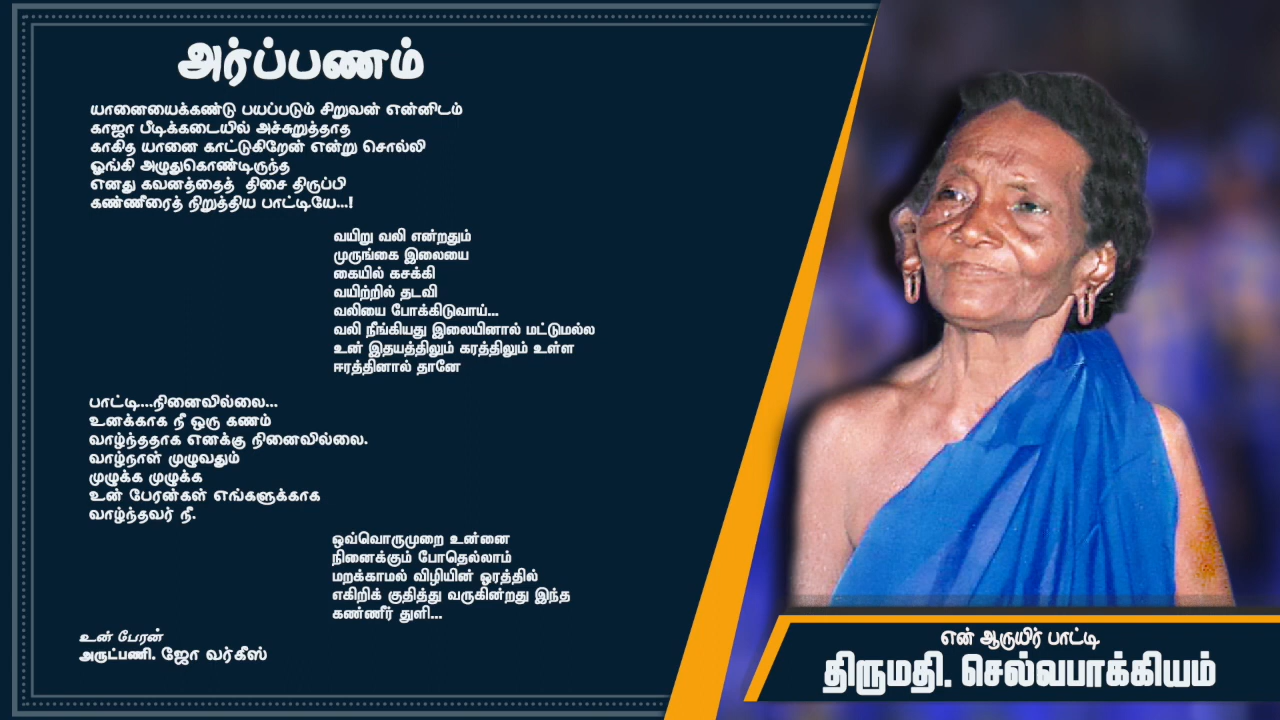 அர்ப்பணம்
யானையைக்கண்டு பயப்படும் சிறுவன் என்னிடம்
காஜா பீடிக்கடையில் அச்சுறுத்தாத
காகித யானை காட்டுகிறேன் என்று சொல்லி
ஓங்கி அழுதுகொண்டிருந்த
எனது கவனத்தைத் திசை திருப்பி
கண்ணீரைத் நிறுத்திய பாட்டியே...!
வயிறு வலி என்றதும்
முருங்கை இலையை
கையில் கசக்கி
வயிற்றில் தடவி
வலியை போக்கிடுவாய்...
வலி நீங்கியது இலையினால் மட்டுமல்ல
உன் இதயத்திலும் கரத்திலும் உள்ள
ஈரத்தினால் தானே
பாட்டி....நினைவில்லை...
உனக்காக நீ ஒரு கணம்
வாழ்ந்ததாக எனக்கு நினைவில்லை.
வாழ்நாள் முழுவதும்
முழுக்க முழுக்க
உன் பேரன்கள் எங்களுக்காக
வாழ்ந்தவர் நீ.
ஒவ்வொருமுறை உன்னை
நினைக்கும் போதெல்லாம்
மறக்காமல் விழியின் ஓரத்தில்
எகிறிக் குதித்து வருகின்றது இந்த
கண்ணீர் துளி...
உன் பேரன்
அருட்பணி. ஜோ வர்கீஸ்
என் ஆருயிர் பாட்டி
திருமதி. செல்வபாக்கியம்